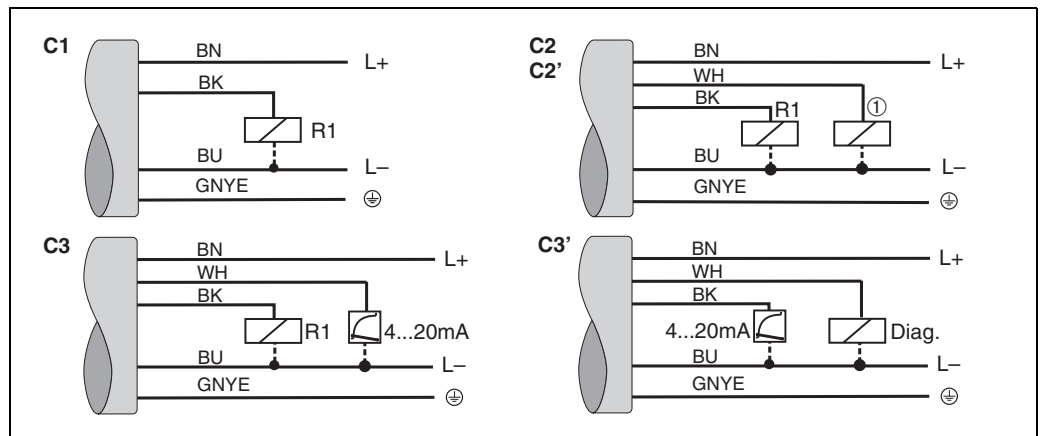 C1
BN
L+
BK
R1
BU
L–
GNYE
C2
C2'
BN
L+
WH
BK
R1
①
BU
L–
GNYE
C3
BN
L+
WH
BK
R1
4...20mA
BU
L–
GNYE
C3'
BN
L+
WH
BK
4...20mA
Diag.
BU
L–
GNYE